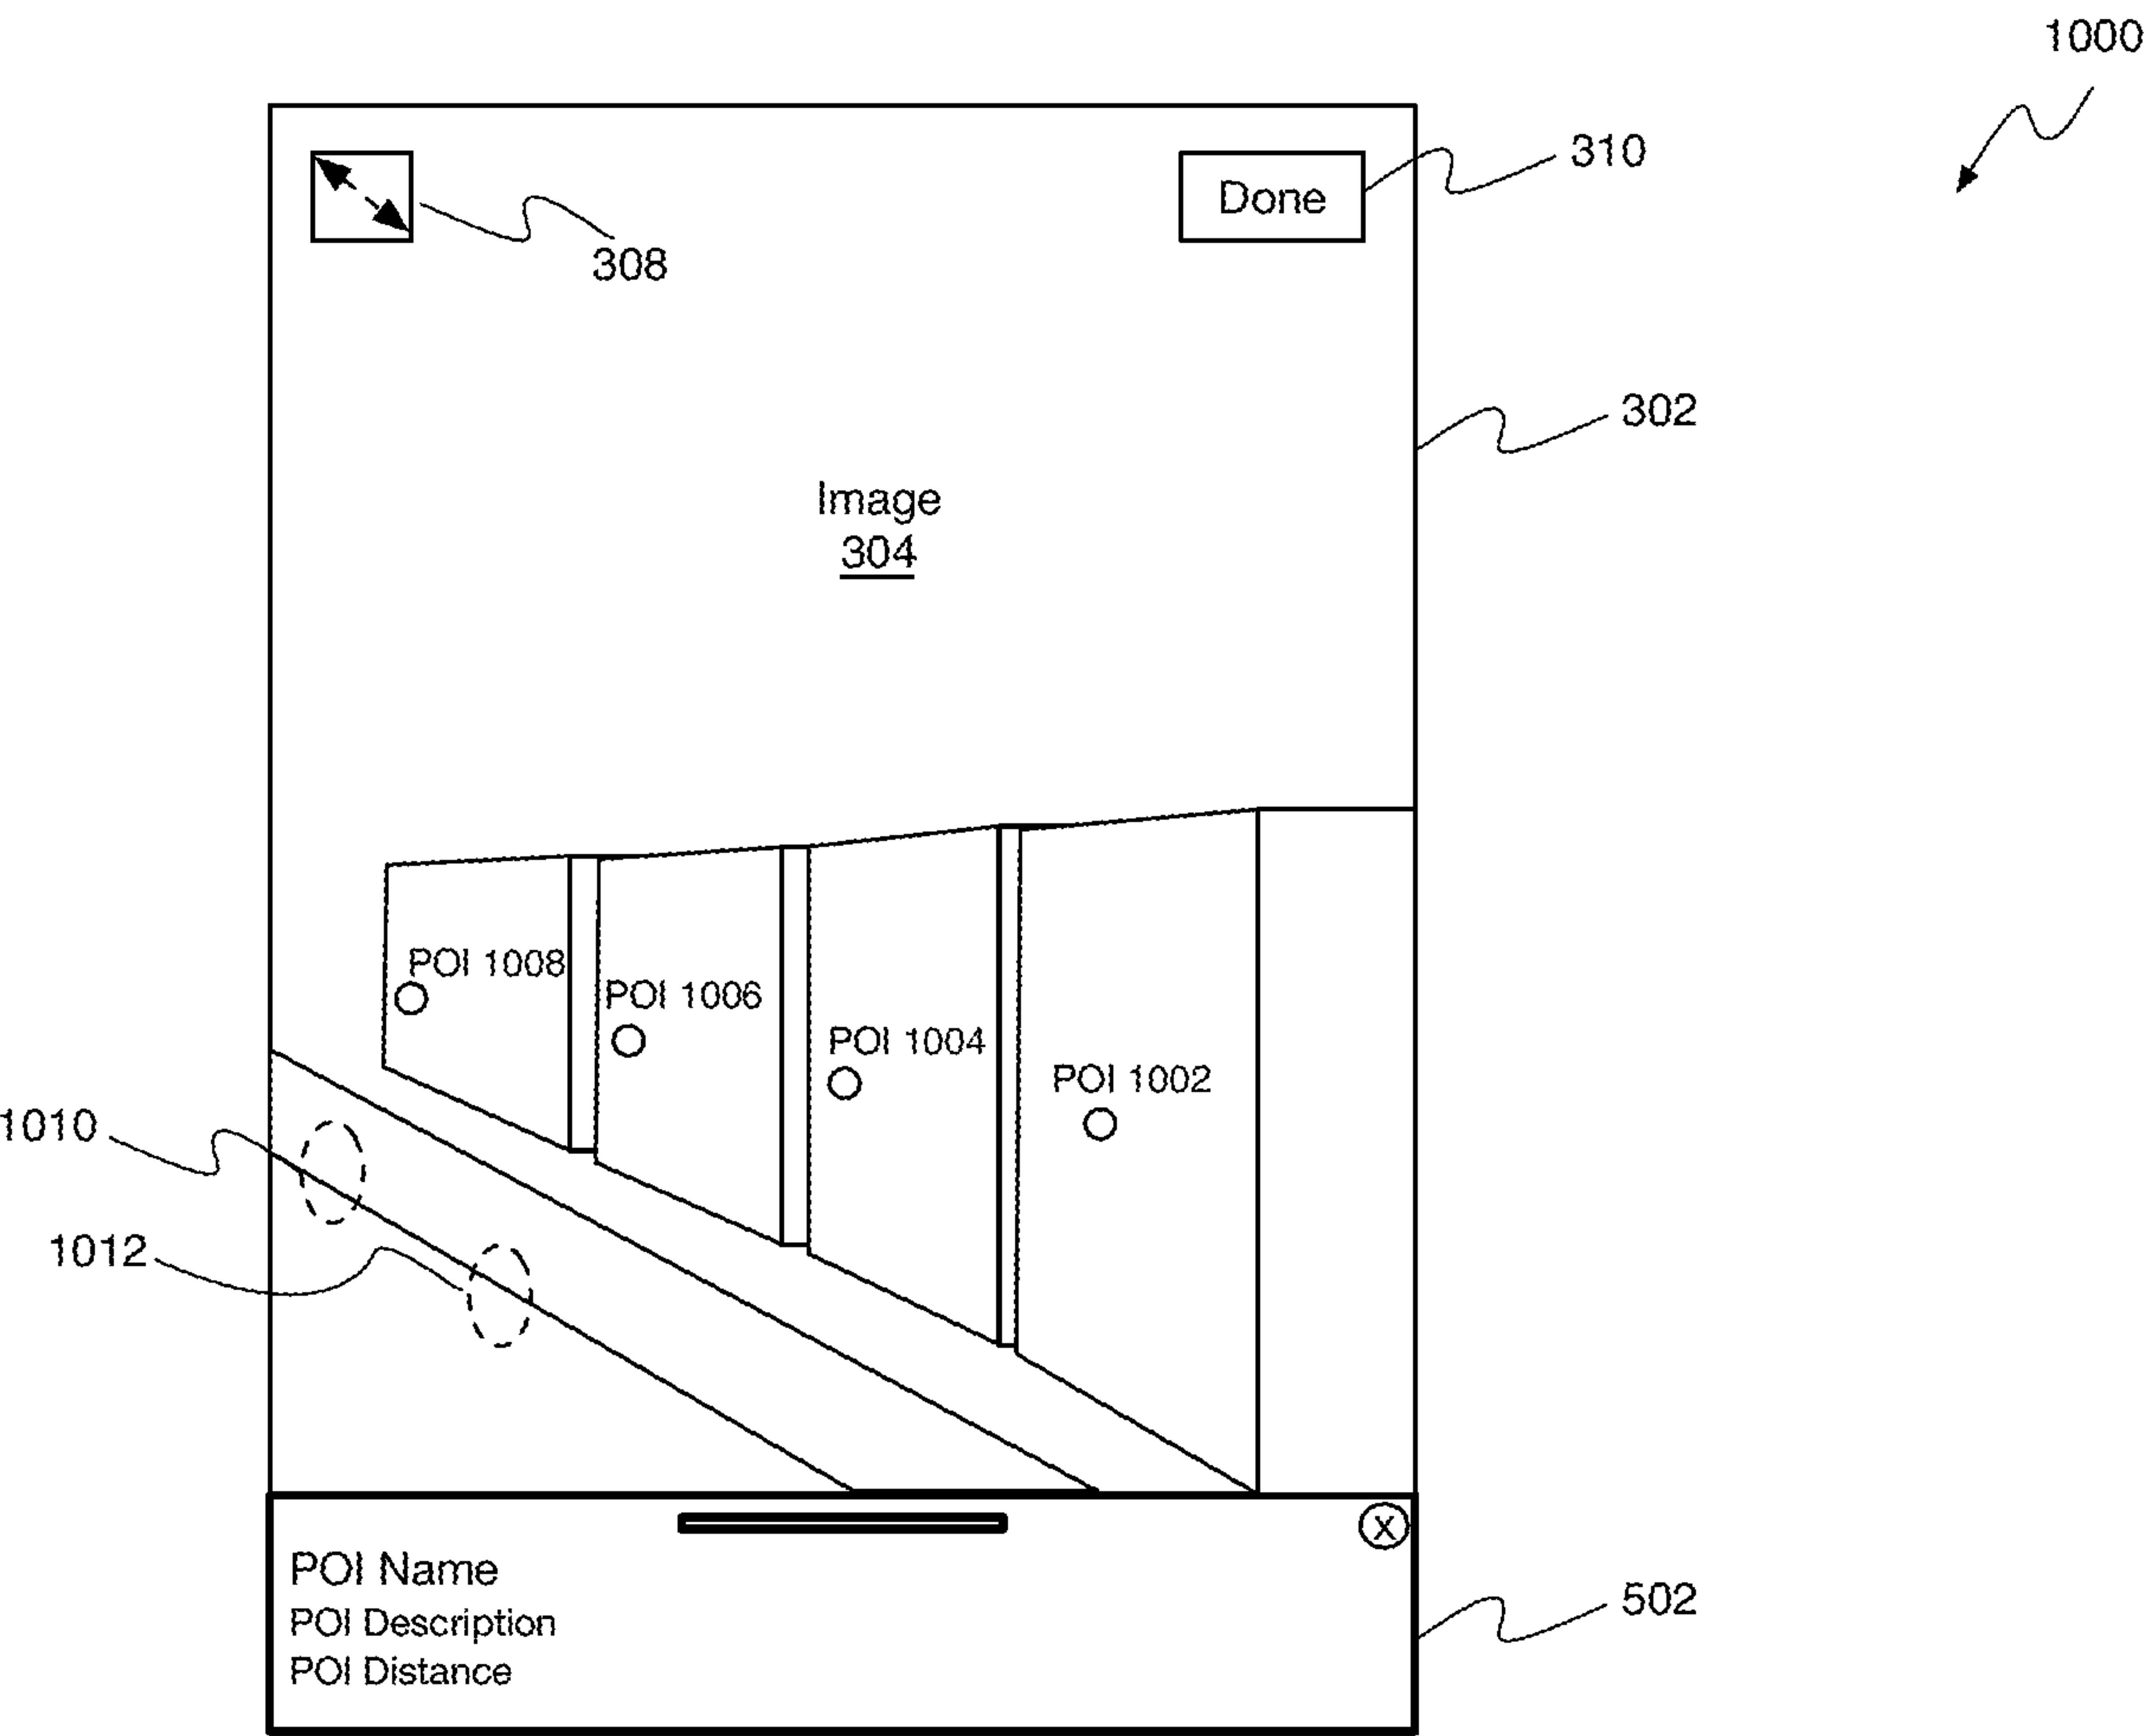 1000
310
Done
308
302
Image
304
POI 1008
POI 1006
POI 1004
POI 1002
1010
1012
X
POI Name
502
POI Description
POI Distance